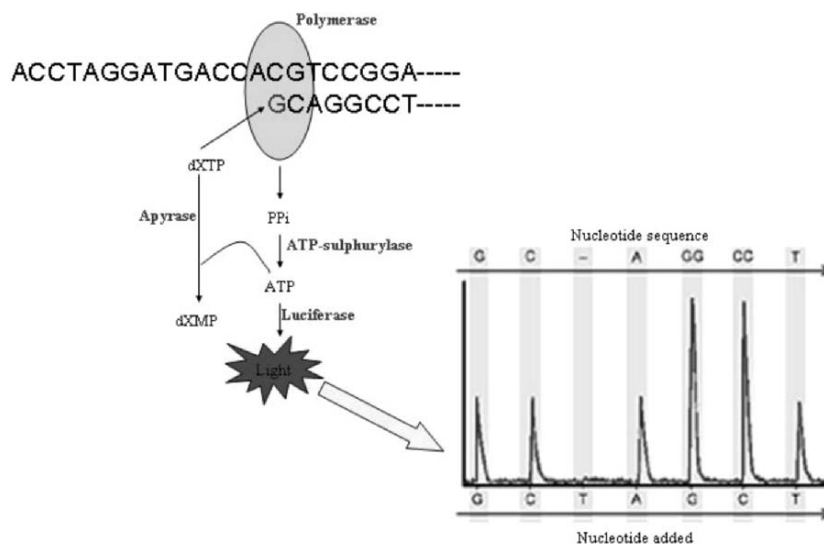 Polymerase
ACCTAGGATGACCACGTCCGGA-----
GCAGGCCT-----
dXTP
Apyrase
PPi
ATP-sulphurylase
ATP
dXMP
Luciferase
Light
Nucleotide sequence
G C – A GG CC T
G C T A G C T
Nucleotide added